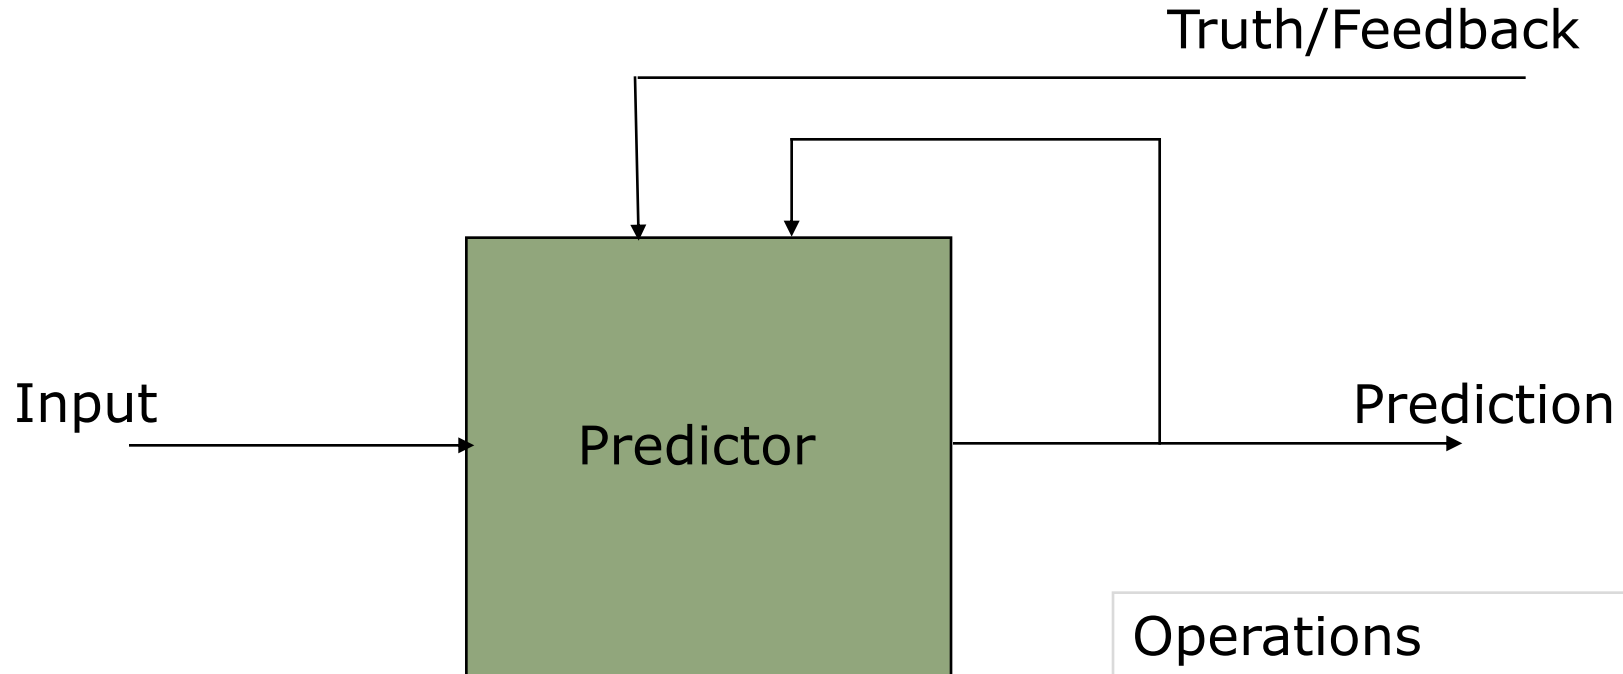 Truth/Feedback
Input
Prediction
Predictor
Operations